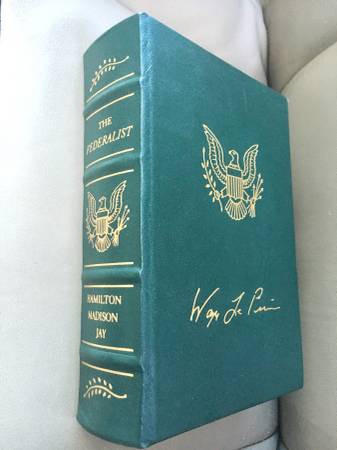 THE
FEDERALIST
HAMILTON
MADISON
JAY